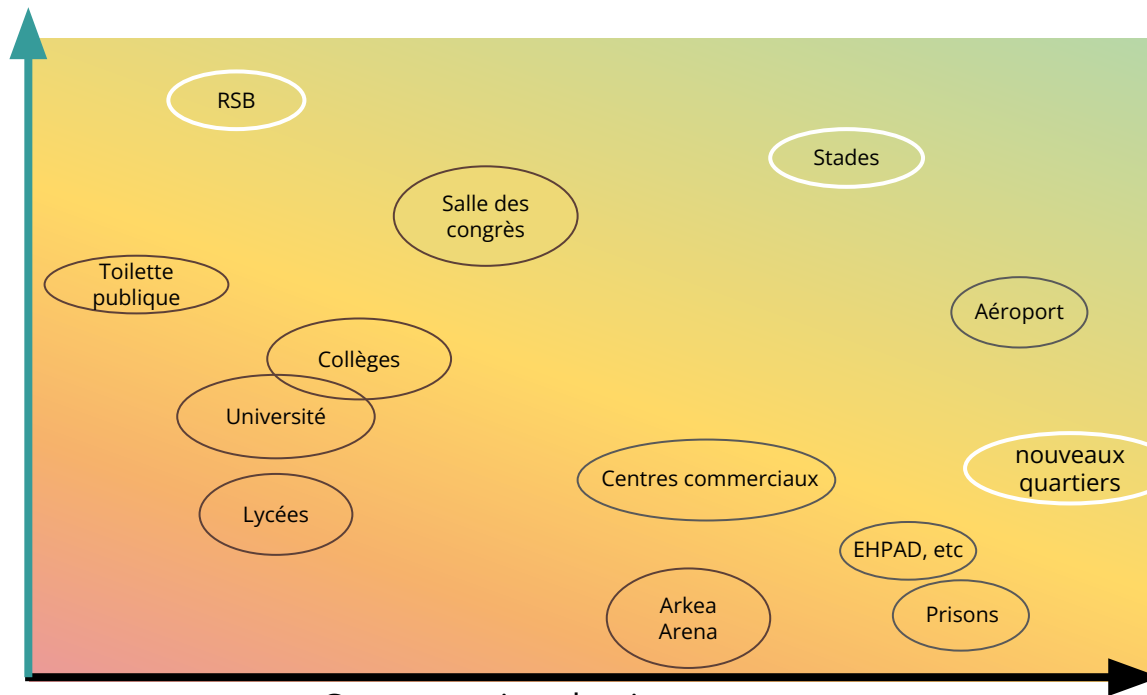 RSB
Stades
Salle des
congrès
Toilette
publique
Aéroport
Collèges
Université
nouveaux
quartiers
Centres commerciaux
Lycées
EHPAD, etc
Arkea
Arena
Prisons